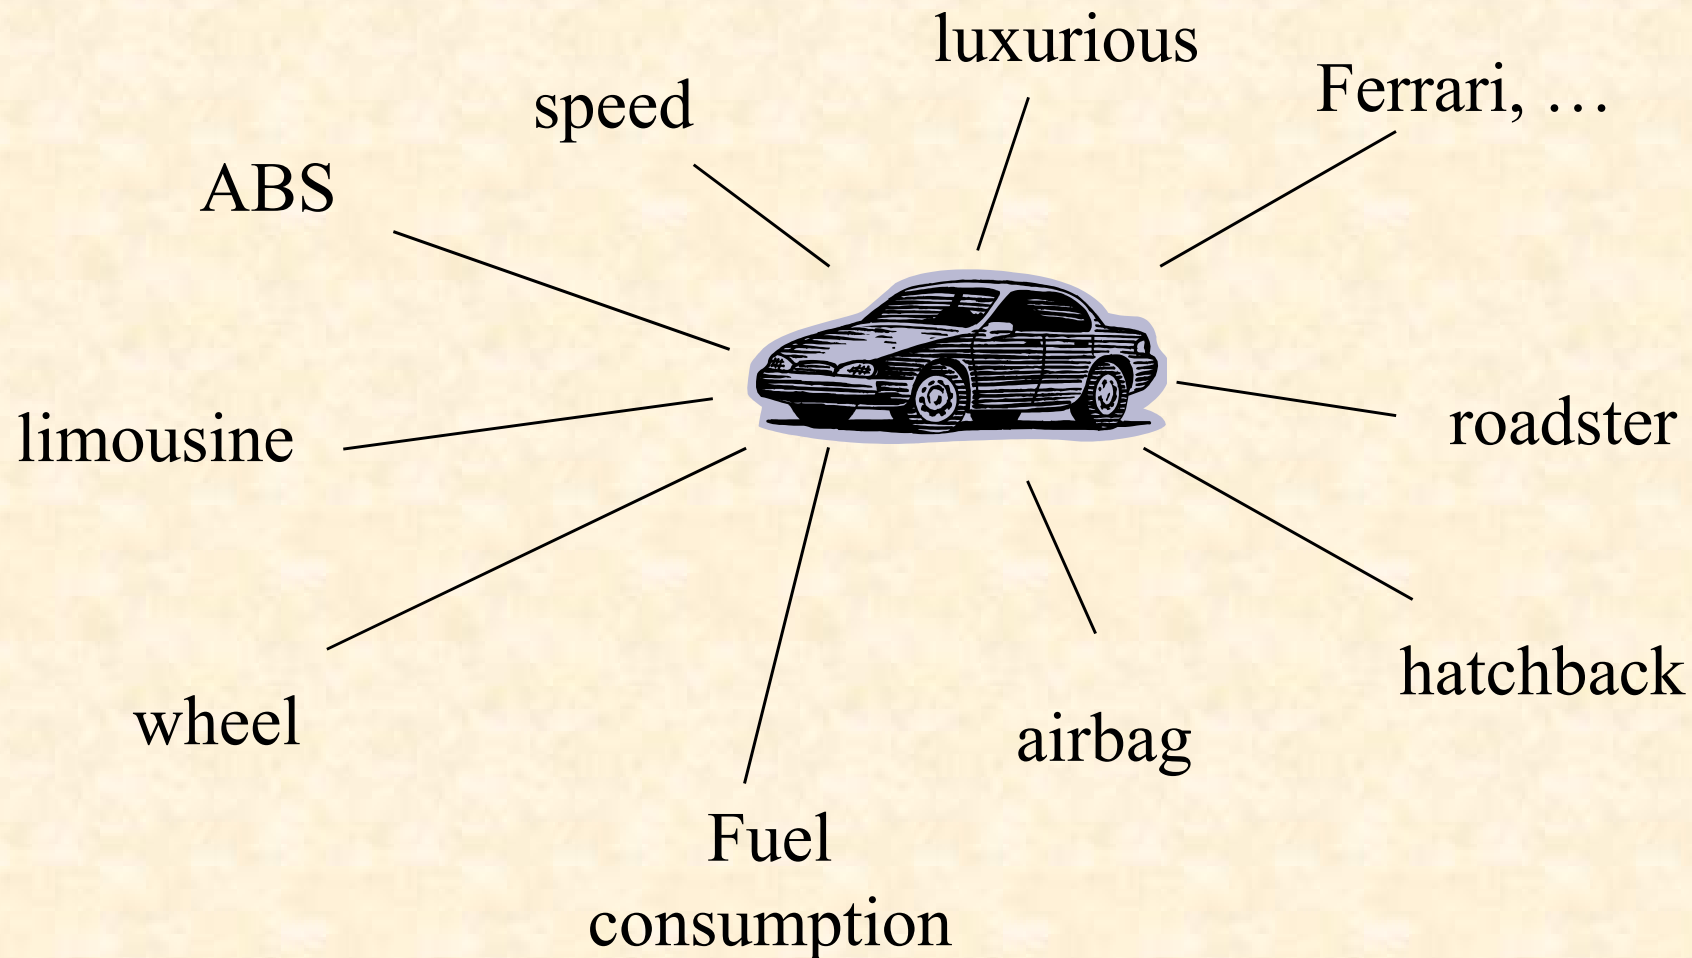 luxurious
Ferrari, …
speed
ABS
limousine
roadster
hatchback
wheel
airbag
Fuel
consumption